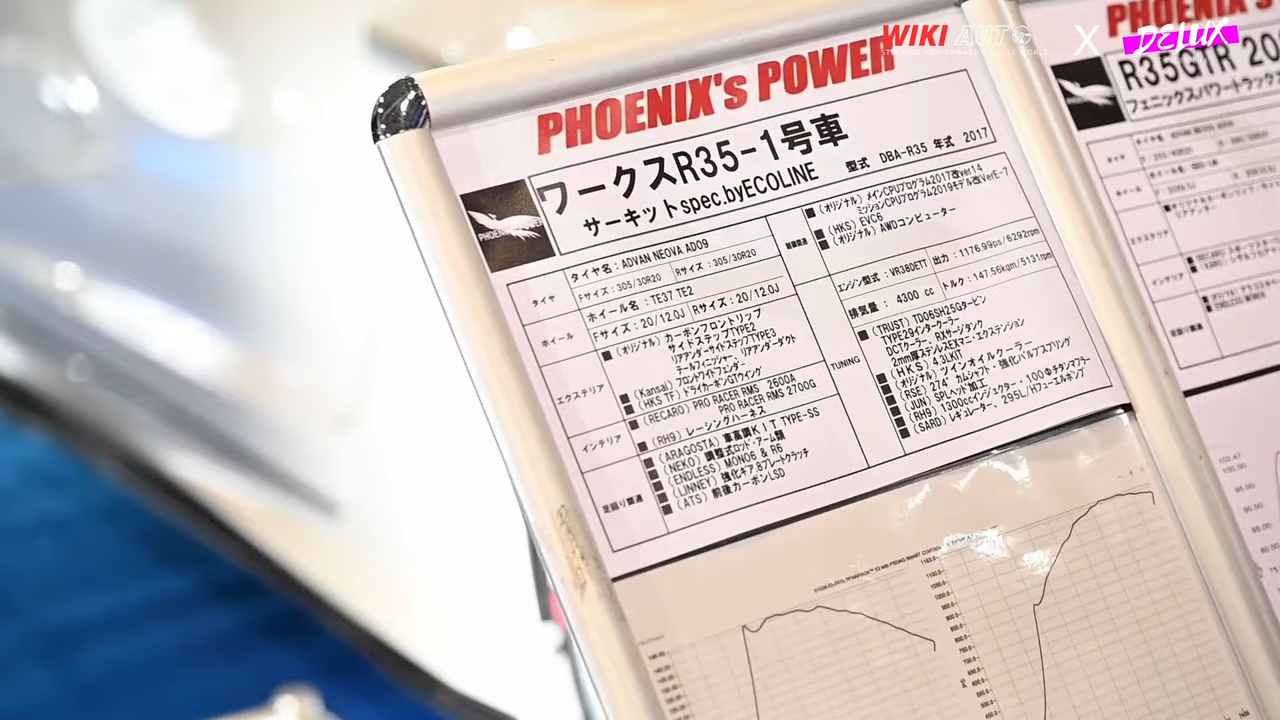 WIKI AUTO X DELUX
PHOENIX's POWER
ワークスR35-1号車
サーキットspec.byECOLINE
型式 DBA-R35 年式 2017
タイヤ
タイヤ名：ADVAN NEOVA AD09
Fサイズ：305/30R20 Rサイズ：305/30R20
ホイール
ホイール名：TE37 TE2
Fサイズ：20/12.0J Rサイズ：20/12.0J
エクステリア
■（オリジナル）カーボンフロントリップ
サイドステップTYPE2
リアアンダーサイドステップTYPE3
テールフィニッシャー、リアアンダーダクト
フロントワイドフェンダー
■（Kansai）
■（HKS TF）ドライカーボンGTウイング
インテリア
■（RECARO）PRO RACER RMS 2600A
PRO RACER RMS 2700G
■（RH9）レーシングハーネス
足回り関連
■（ARAGOSTA）車高調KIT TYPE-SS
■（NEKO）調整式ロッド・アーム類
■（ENDLESS）MONO6 & R6
■（LINNEY）強化ギア 8プレートクラッチ
■（ATS）前後カーボンLSD
■（オリジナル）メインCPUプログラム2017改ver14
ミッションCPUプログラム2019モデル改VerE-7
■（HKS）EVC6
■（オリジナル）AWDコンピューター
エンジン型式：VR38DETT 出力：1176.99ps/6292rpm
排気量： 4300 cc トルク：147.56kgm/5131rpm
TUNING
■（TRUST）TD06SH25Gタービン
TYPE29インタークーラー
DCTクーラー、RXサージタンク
（HKS）4.3LKIT
■（オリジナル）ツインオイルクーラー
■（RSE）274°カムシャフト・強化バルブスプリング
■（JUN）SPLヘッド加工
■（RH9）1300ccインジェクター・100Φチタンマフラー
■（SARD）レギュレーター、295L/Hフューエルポンプ
PHOENIX's
R35GTR 20
フェニックスパワートラック
タイヤ
ホイール
エクステリア
インテリア
足回り関連